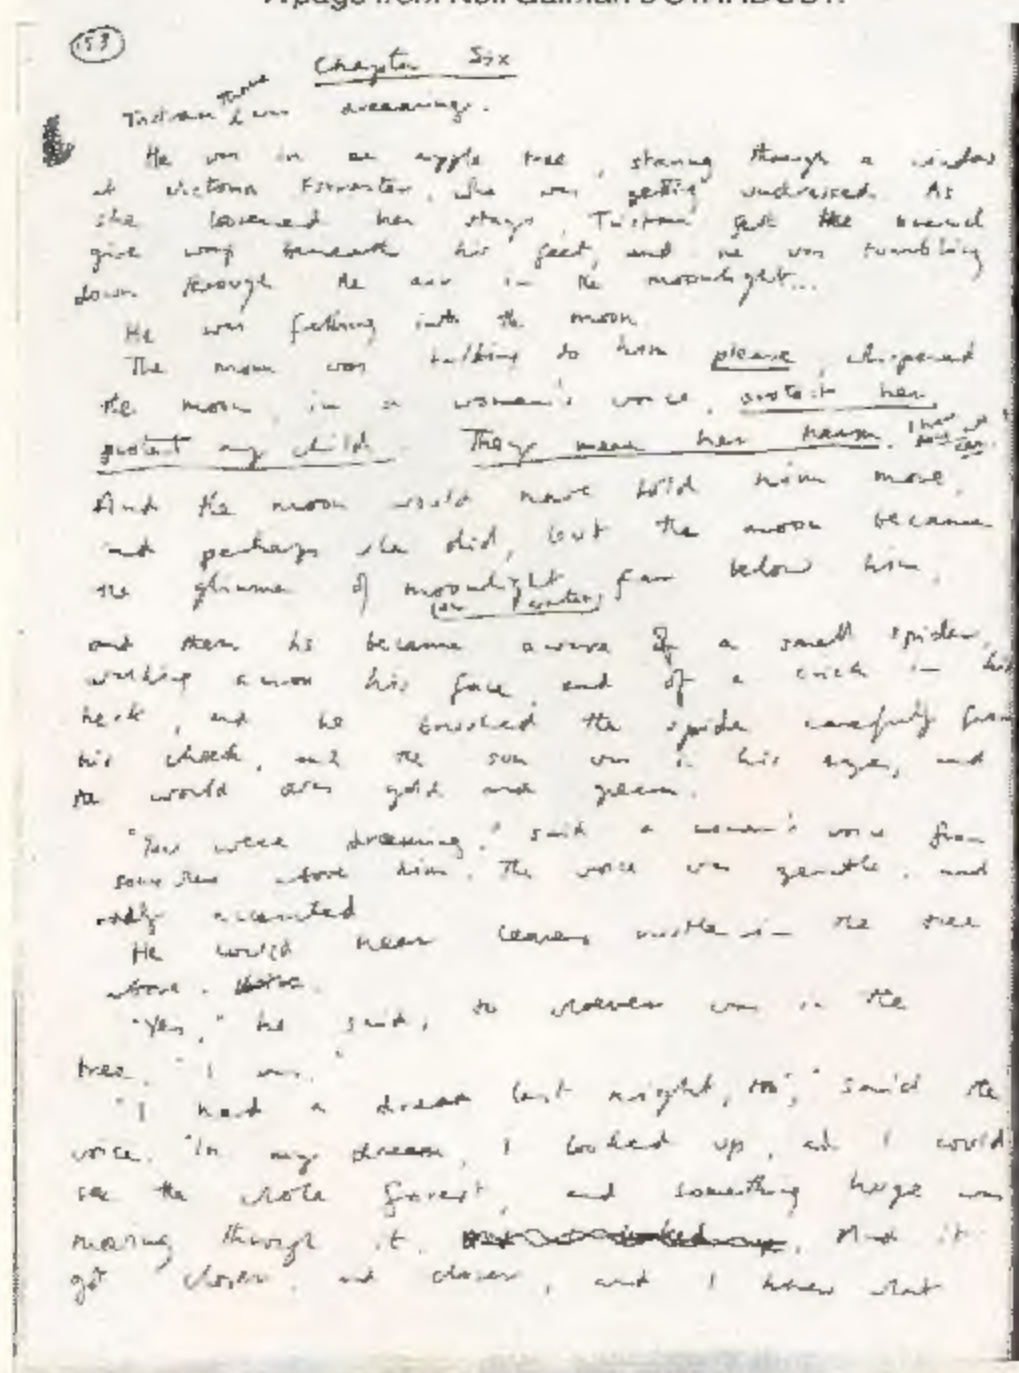 A page from Neil Gaiman's STARDUST.
153
Chapter Six
Tristran Thorne was dreaming.
He was in an apple tree, staring through a window
at Victoria Forester, who was getting undressed. As
she loosened her stays, Tristran felt the branch
give way beneath his feet, and he was tumbling
down through the air in the moonlight...
He was falling into the moon.
The moon was talking to him please, whispered
the moon, in a woman's voice, protect her.
protect my child. They mean her harm. I have
And the moon would have told him more,
and perhaps she did, but the moon became
the glimmer of moonlight far below him,
on water
and then he became aware of a small spider,
walking across his face, and of a crick in his
neck, and he brushed the spider carefully from
his cheek, and the sun was in his eyes, and
the world was gold and green.
"You were dreaming," said a woman's voice from
somewhere above him. The voice was gentle, and
oddly accented
He could hear leaves rustle in the tree
above.
"Yes," he said, to whoever was in the
tree, "I was."
"I had a dream last night, too," said the
voice. "In my dream, I looked up, and I could
see the whole forest, and something huge was
moving through it. And it
got closer, and closer, and I knew what